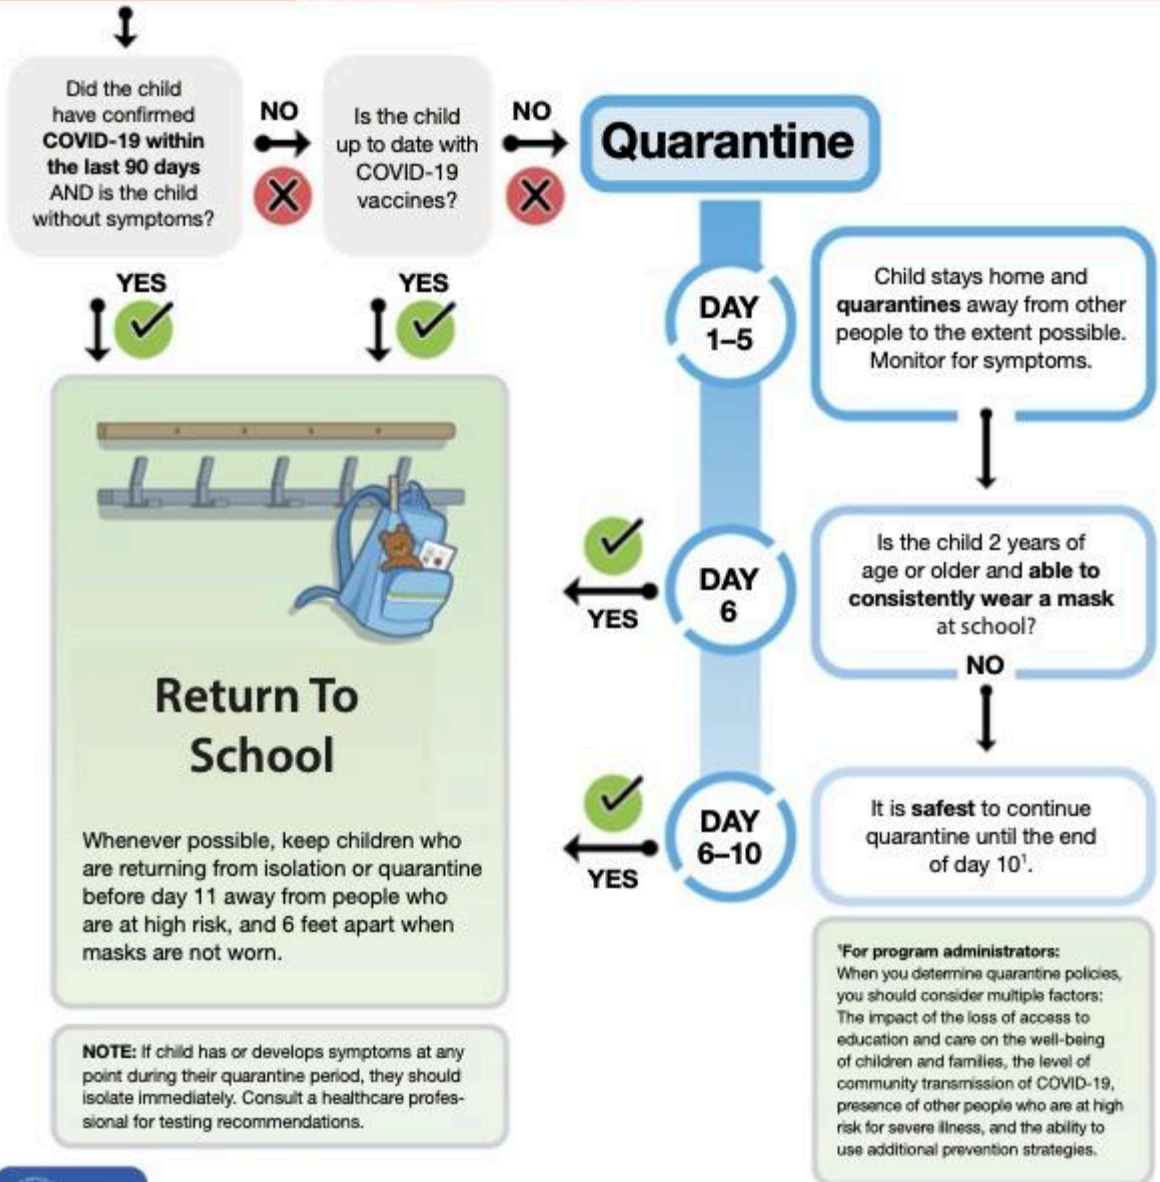 Did the child
have confirmed
COVID-19 within
the last 90 days
AND is the child
without symptoms?
NO
Is the child
up to date with
COVID-19
vaccines?
NO
Quarantine
YES
YES
DAY
1–5
Child stays home and
quarantines away from other
people to the extent possible.
Monitor for symptoms.
YES
DAY
6
Is the child 2 years of
age or older and able to
consistently wear a mask
at school?
NO
Return To
School
Whenever possible, keep children who
are returning from isolation or quarantine
before day 11 away from people who
are at high risk, and 6 feet apart when
masks are not worn.
YES
DAY
6–10
It is safest to continue
quarantine until the end
of day 10¹.
NOTE: If child has or develops symptoms at any
point during their quarantine period, they should
isolate immediately. Consult a healthcare profes-
sional for testing recommendations.
¹For program administrators:
When you determine quarantine policies,
you should consider multiple factors:
The impact of the loss of access to
education and care on the well-being
of children and families, the level of
community transmission of COVID-19,
presence of other people who are at high
risk for severe illness, and the ability to
use additional prevention strategies.